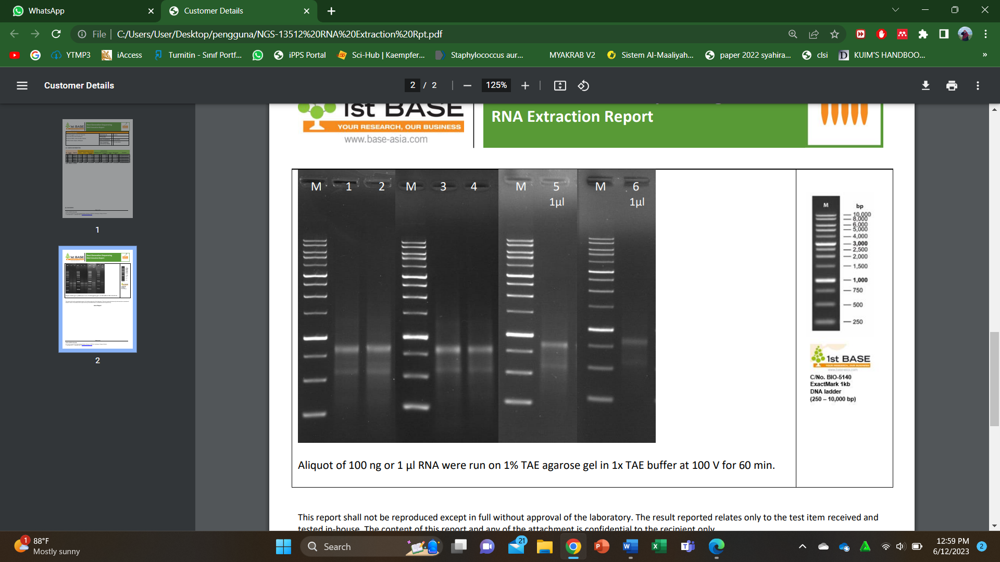 WhatsApp
Customer Details
File
C:/Users/User/Desktop/pengguna/NGS-13512%20RNA%20Extraction%20Rpt.pdf
YTMP3
iAccess
Turnitin - Sınıf Portf...
iPPS Portal
Sci-Hub | Kaempfer...
Staphylococcus aur...
MYAKRAB V2
Sistem Al-Maaliyah...
paper 2022 syahira...
clsi
KUIM'S HANDBOO...
»
Customer Details
2 / 2
125%
1
2
1st BASE
YOUR RESEARCH, OUR BUSINESS
www.base-asia.com
RNA Extraction Report
M 1 2 M 3 4 M 5 M 6
1µl 1µl
M bp
10,000
8,000
6,000
5,000
4,000
3,000
2,500
2,000
1,500
1,000
750
500
250
1st BASE
YOUR RESEARCH, OUR BUSINESS
www.base-asia.com
C/No. BIO-5140
ExactMark 1kb
DNA ladder
(250 – 10,000 bp)
Aliquot of 100 ng or 1 µl RNA were run on 1% TAE agarose gel in 1x TAE buffer at 100 V for 60 min.
This report shall not be reproduced except in full without approval of the laboratory. The result reported relates only to the test item received and
tested in-house. The content of this report and any of the attachment is confidential to the recipient only.
1
88°F
Mostly sunny
Search
21
12:59 PM
6/12/2023
2